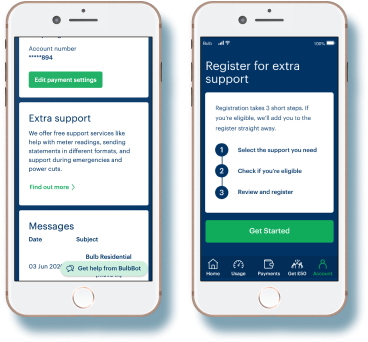 Account number
*****894
Edit payment settings
Extra support
We offer free support services like
help with meter readings, sending
statements in different formats, and
support during emergencies and
power cuts.
Find out more >
Messages
Date Subject
Bulb Residential
03 Jun 202
Get help from BulbBot
Bulb
100%
Register for extra
support
Registration takes 3 short steps. If
you're eligible, we'll add you to the
register straight away.
1 Select the support you need
2 Check if you're eligible
3 Review and register
Get Started
Home Usage Payments Get £50 Account